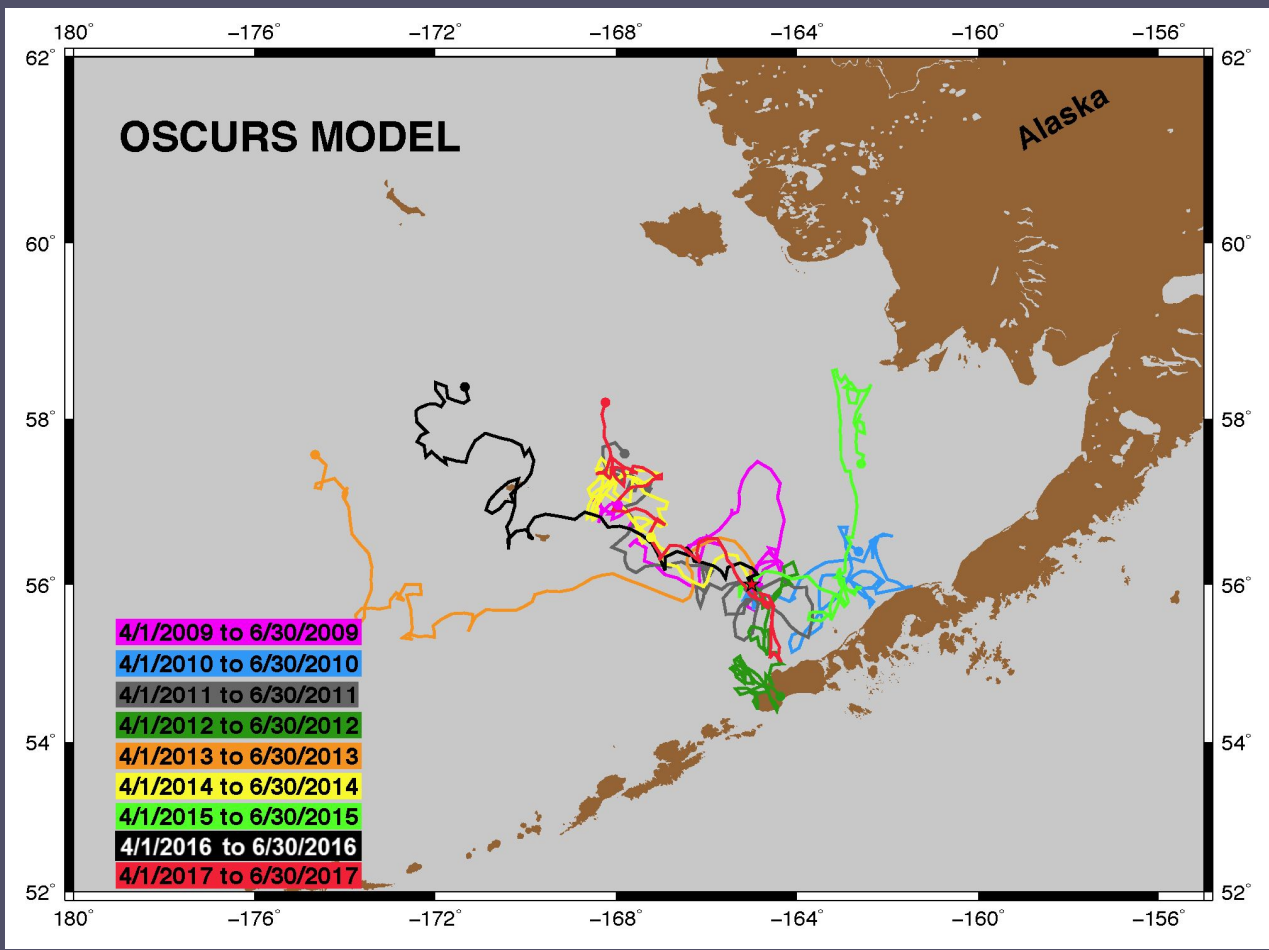 180° −176° −172° −168° −164° −160° −156°
62° 62°
Alaska
OSCURS MODEL
60° 60°
58° 58°
56° 56°
4/1/2009 to 6/30/2009
4/1/2010 to 6/30/2010
4/1/2011 to 6/30/2011
4/1/2012 to 6/30/2012
54° 54°
4/1/2013 to 6/30/2013
4/1/2014 to 6/30/2014
4/1/2015 to 6/30/2015
4/1/2016 to 6/30/2016
4/1/2017 to 6/30/2017
52° 52°
180° −176° −172° −168° −164° −160° −156°